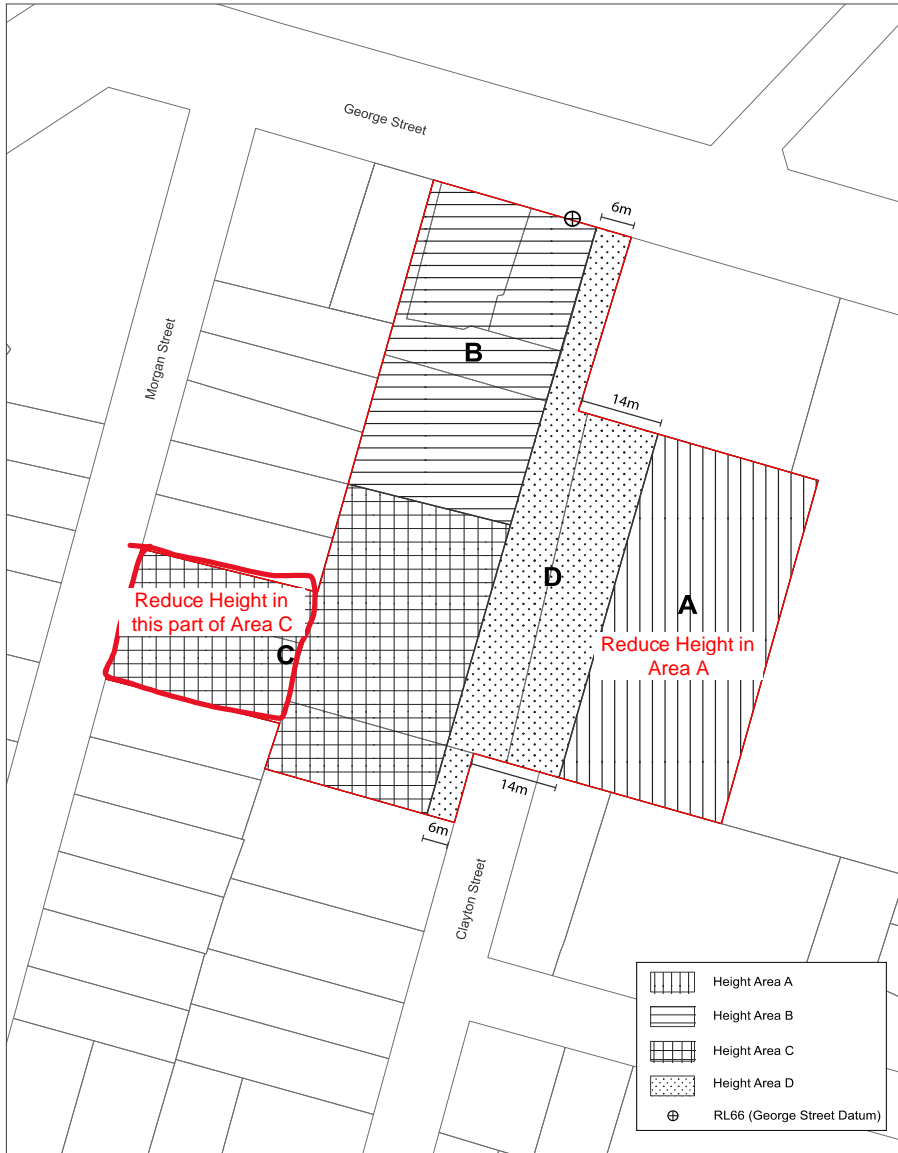 George Street
6m
Morgan Street
B
14m
D
A
Reduce Height in
this part of Area C
Reduce Height in
Area A
C
14m
6m
Clayton Street
Height Area A
Height Area B
Height Area C
Height Area D
RL66 (George Street Datum)